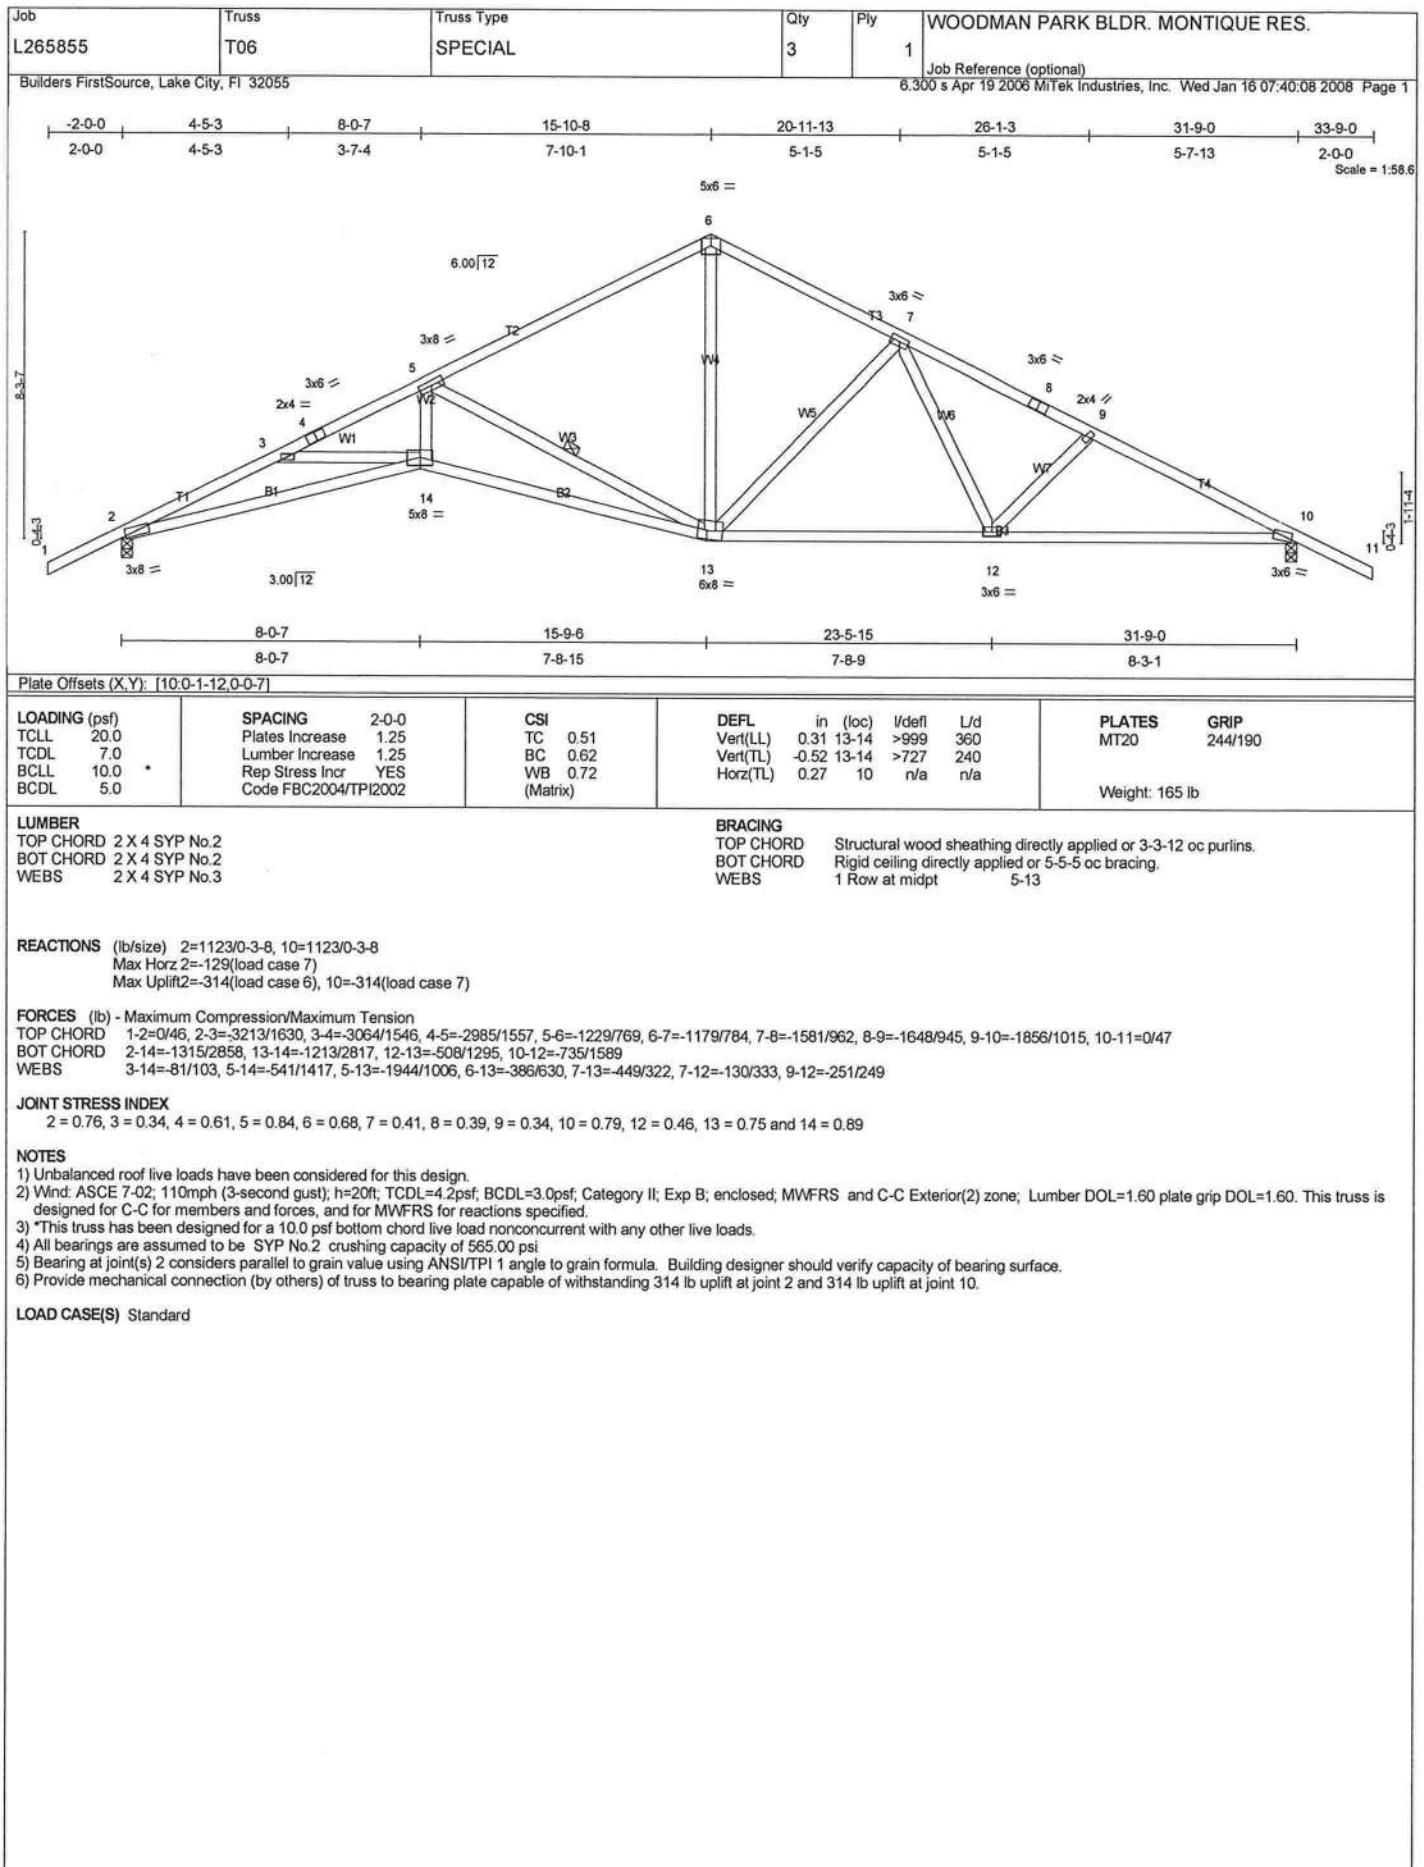 Job Truss Truss Type Qty Ply WOODMAN PARK BLDR. MONTIQUE RES.
L265855 T06 SPECIAL 3 1
Job Reference (optional)
Builders FirstSource, Lake City, Fl 32055 6.300 s Apr 19 2006 MiTek Industries, Inc. Wed Jan 16 07:40:08 2008 Page 1
-2-0-0 4-5-3 8-0-7 15-10-8 20-11-13 26-1-3 31-9-0 33-9-0
2-0-0 4-5-3 3-7-4 7-10-1 5-1-5 5-1-5 5-7-13 2-0-0
Scale = 1:58.6
5x6 =
6
6.00 12
3x6
T3 7
T2
3x8
5
3x6
8
3x6
2x4
9
2x4 =
4
3
W1
W2
W3
W4
W5
W6
W7
8-3-7
T1
B1
B2
B3
T4
2
14
5x8 =
10
1-11-4
0-4-3
1
11
0-4-3
3x8 =
3.00 12
13
6x8 =
12
3x6 =
3x6
8-0-7 15-9-6 23-5-15 31-9-0
8-0-7 7-8-15 7-8-9 8-3-1
Plate Offsets (X,Y): [10:0-1-12,0-0-7]
LOADING (psf) SPACING 2-0-0 CSI DEFL in (loc) l/defl L/d PLATES GRIP
TCLL 20.0 Plates Increase 1.25 TC 0.51 Vert(LL) 0.31 13-14 >999 360 MT20 244/190
TCDL 7.0 Lumber Increase 1.25 BC 0.62 Vert(TL) -0.52 13-14 >727 240
BCLL 10.0 * Rep Stress Incr YES WB 0.72 Horz(TL) 0.27 10 n/a n/a
BCDL 5.0 Code FBC2004/TPI2002 (Matrix) Weight: 165 lb
LUMBER BRACING
TOP CHORD 2 X 4 SYP No.2 TOP CHORD Structural wood sheathing directly applied or 3-3-12 oc purlins.
BOT CHORD 2 X 4 SYP No.2 BOT CHORD Rigid ceiling directly applied or 5-5-5 oc bracing.
WEBS 2 X 4 SYP No.3 WEBS 1 Row at midpt 5-13
REACTIONS (lb/size) 2=1123/0-3-8, 10=1123/0-3-8
Max Horz 2=-129(load case 7)
Max Uplift2=-314(load case 6), 10=-314(load case 7)
FORCES (lb) - Maximum Compression/Maximum Tension
TOP CHORD 1-2=0/46, 2-3=-3213/1630, 3-4=-3064/1546, 4-5=-2985/1557, 5-6=-1229/769, 6-7=-1179/784, 7-8=-1581/962, 8-9=-1648/945, 9-10=-1856/1015, 10-11=0/47
BOT CHORD 2-14=-1315/2858, 13-14=-1213/2817, 12-13=-508/1295, 10-12=-735/1589
WEBS 3-14=-81/103, 5-14=-541/1417, 5-13=-1944/1006, 6-13=-386/630, 7-13=-449/322, 7-12=-130/333, 9-12=-251/249
JOINT STRESS INDEX
2 = 0.76, 3 = 0.34, 4 = 0.61, 5 = 0.84, 6 = 0.68, 7 = 0.41, 8 = 0.39, 9 = 0.34, 10 = 0.79, 12 = 0.46, 13 = 0.75 and 14 = 0.89
NOTES
1) Unbalanced roof live loads have been considered for this design.
2) Wind: ASCE 7-02; 110mph (3-second gust); h=20ft; TCDL=4.2psf; BCDL=3.0psf; Category II; Exp B; enclosed; MWFRS and C-C Exterior(2) zone; Lumber DOL=1.60 plate grip DOL=1.60. This truss is
designed for C-C for members and forces, and for MWFRS for reactions specified.
3) *This truss has been designed for a 10.0 psf bottom chord live load nonconcurrent with any other live loads.
4) All bearings are assumed to be SYP No.2 crushing capacity of 565.00 psi
5) Bearing at joint(s) 2 considers parallel to grain value using ANSI/TPI 1 angle to grain formula. Building designer should verify capacity of bearing surface.
6) Provide mechanical connection (by others) of truss to bearing plate capable of withstanding 314 lb uplift at joint 2 and 314 lb uplift at joint 10.
LOAD CASE(S) Standard